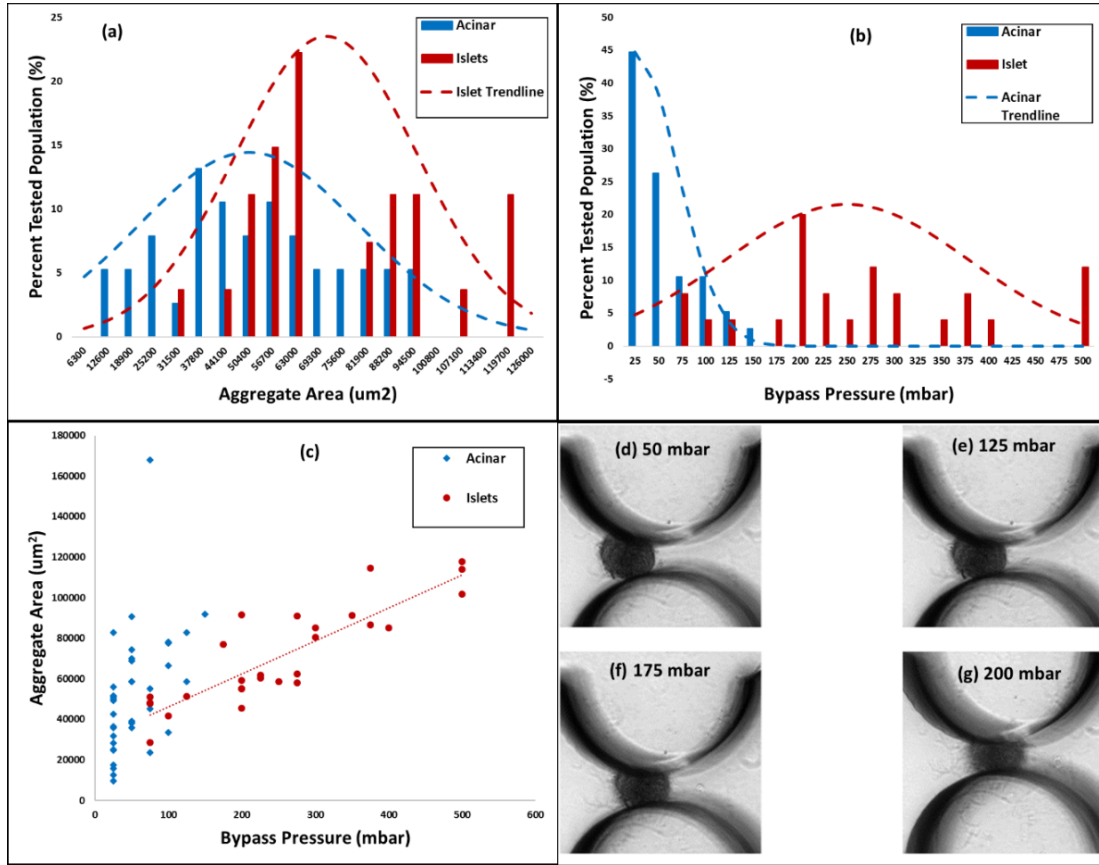 (a)
Acinar
Islets
Islet Trendline
Percent Tested Population (%)
25
20
15
10
5
0
6300 12600 18900 25200 31500 37800 44100 50400 56700 63000 69300 75600 81900 88200 94500 100800 107100 113400 119700 126000
Aggregate Area (um2)
(b)
Acinar
Islet
Acinar
Trendline
Percent Tested Population (%)
50
45
40
35
30
25
20
15
10
5
0
-5
25 50 75 100 125 150 175 200 225 250 275 300 325 350 375 400 425 450 475 500
Bypass Pressure (mbar)
(c)
Acinar
Islets
Aggregate Area (um²)
180000
160000
140000
120000
100000
80000
60000
40000
20000
0
0 100 200 300 400 500 600
Bypass Pressure (mbar)
(d) 50 mbar
(e) 125 mbar
(f) 175 mbar
(g) 200 mbar